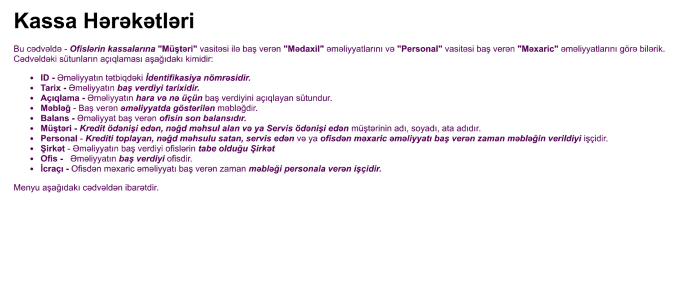 Kassa Hərəkətləri
Bu cədvəldə - Ofislərin kassalarına "Müştəri" vasitəsi ilə baş verən "Mədaxil" əməliyyatlarını və "Personal" vasitəsi baş verən "Məxaric" əməliyyatlarını görə bilərik.
Cədvəldəki sütunların açıqlaması aşağıdakı kimidir:
• ID - Əməliyyatın tətbiqdəki İdentifikasiya nömrəsidir.
• Tarix - Əməliyyatın baş verdiyi tarixidir.
• Açıqlama - Əməliyyatın hara və nə üçün baş verdiyini açıqlayan sütundur.
• Məbləğ - Baş verən əməliyyatda göstərilən məbləğdir.
• Balans - Əməliyyat baş verən ofisin son balansıdır.
• Müştəri - Kredit ödənişi edən, nəğd məhsul alan və ya Servis ödənişi edən müştərinin adı, soyadı, ata adıdır.
• Personal - Krediti toplayan, nəğd məhsulu satan, servis edən və ya ofisdən məxaric əməliyyatı baş verən zaman məbləğin verildiyi işçidir.
• Şirkət - Əməliyyatın baş verdiyi ofislərin tabe olduğu Şirkət
• Ofis - Əməliyyatın baş verdiyi ofisdir.
• İcraçı - Ofisdən məxaric əməliyyatı baş verən zaman məbləği personala verən işçidir.
Menyu aşağıdakı cədvəldən ibarətdir.